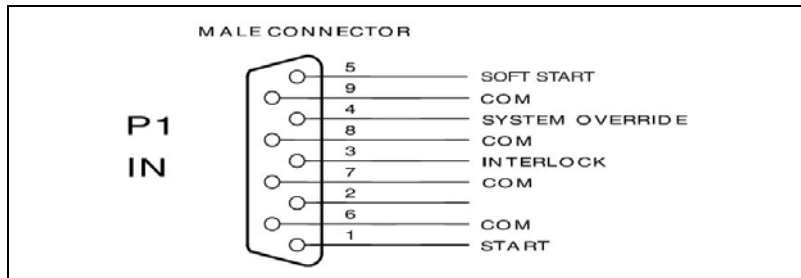 MALE CONNECTOR
P1
IN
5 SOFT START
9 COM
4 SYSTEM OVERRIDE
8 COM
3 INTERLOCK
7 COM
2
6 COM
1 START